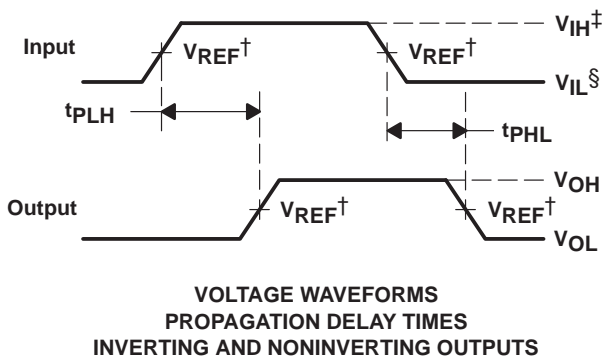 VIH‡
Input
VREF†
VREF†
VIL§
tPLH
tPHL
VOH
Output
VREF†
VREF†
VOL
VOLTAGE WAVEFORMS
PROPAGATION DELAY TIMES
INVERTING AND NONINVERTING OUTPUTS